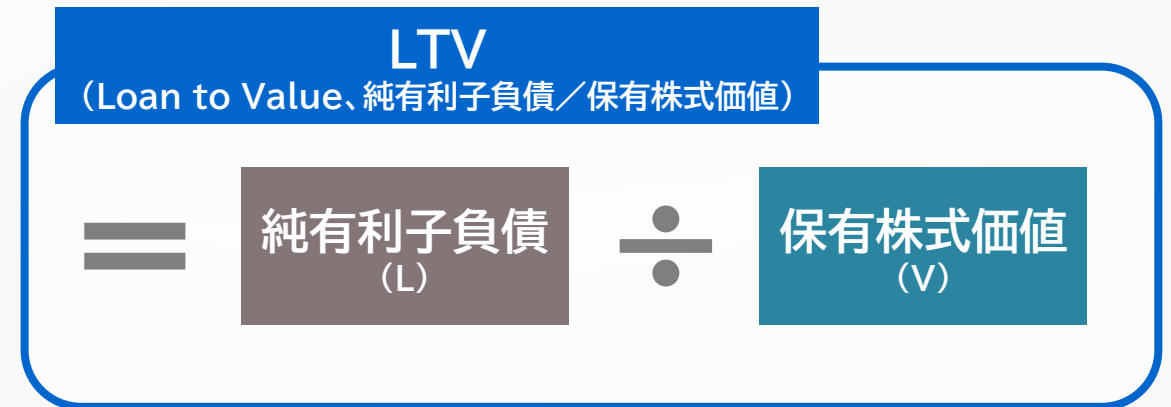 LTV
（Loan to Value、純有利子負債／保有株式価値）
＝
純有利子負債
（L）
÷
保有株式価値
（V）